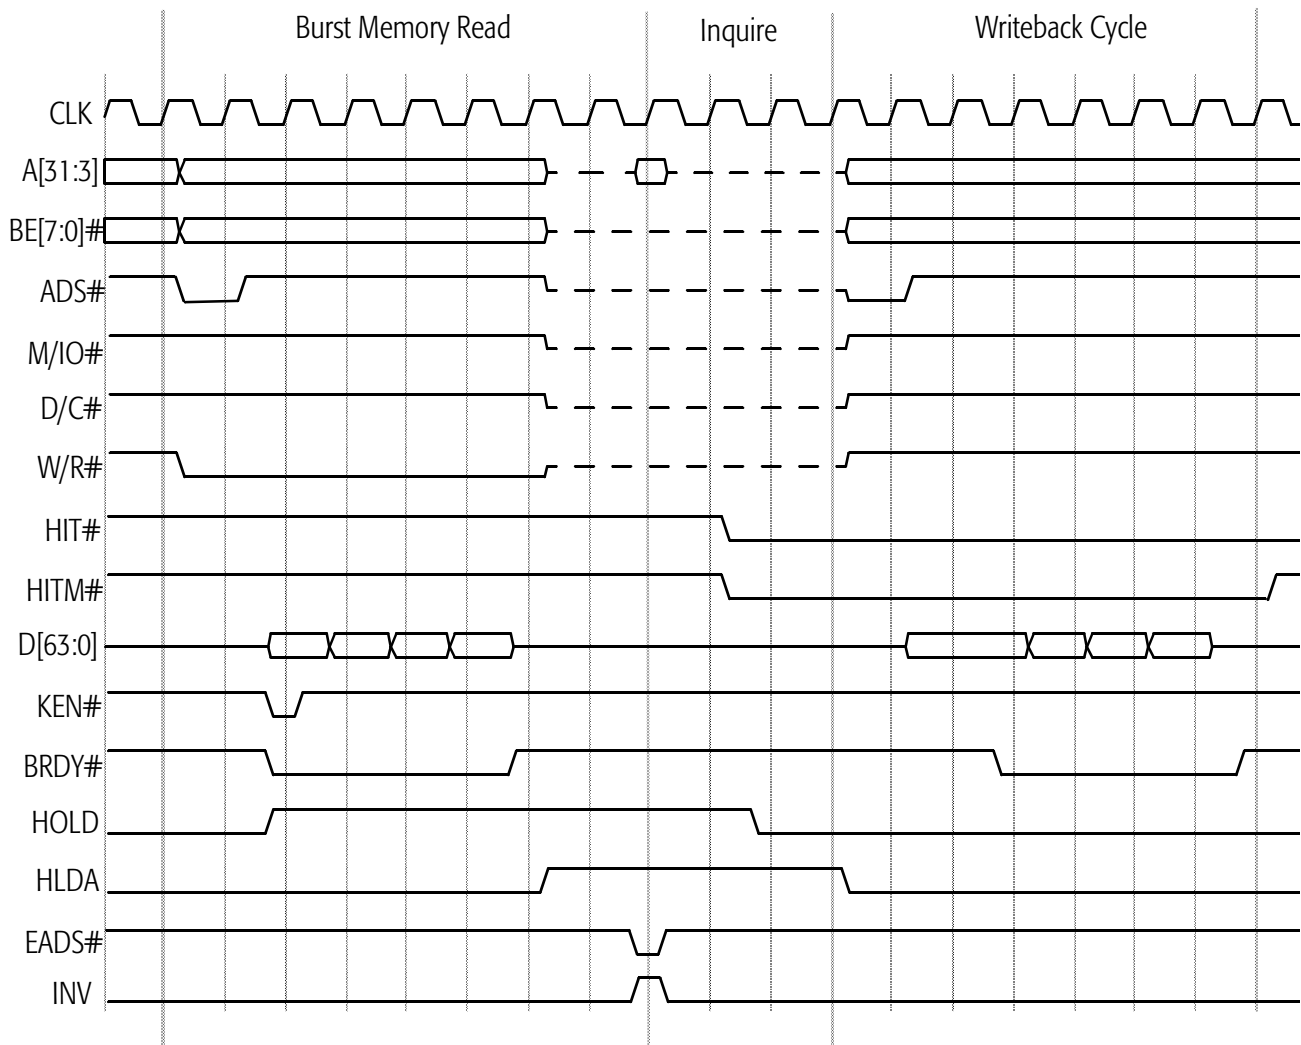 Burst Memory Read
Inquire
Writeback Cycle
CLK
A[31:3]
BE[7:0]#
ADS#
M/IO#
D/C#
W/R#
HIT#
HITM#
D[63:0]
KEN#
BRDY#
HOLD
HLDA
EADS#
INV